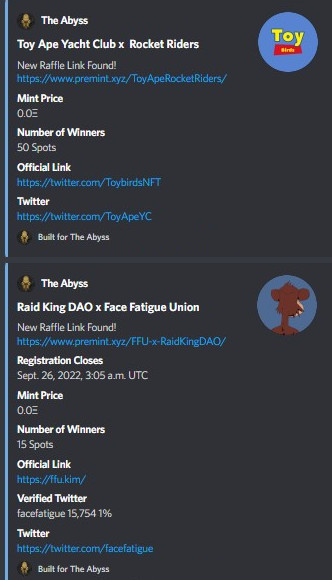 The Abyss
Toy
Birds
Toy Ape Yacht Club x Rocket Riders
New Raffle Link Found!
https://www.premint.xyz/ToyApeRocketRiders/
Mint Price
0.0Ξ
Number of Winners
50 Spots
Official Link
https://twitter.com/ToybirdsNFT
Twitter
https://twitter.com/ToyApeYC
Built for The Abyss
The Abyss
Raid King DAO x Face Fatigue Union
New Raffle Link Found!
https://www.premint.xyz/FFU-x-RaidKingDAO/
Registration Closes
Sept. 26, 2022, 3:05 a.m. UTC
Mint Price
0.0Ξ
Number of Winners
15 Spots
Official Link
https://ffu.kim/
Verified Twitter
facefatigue 15,754 1%
Twitter
https://twitter.com/facefatigue
Built for The Abyss